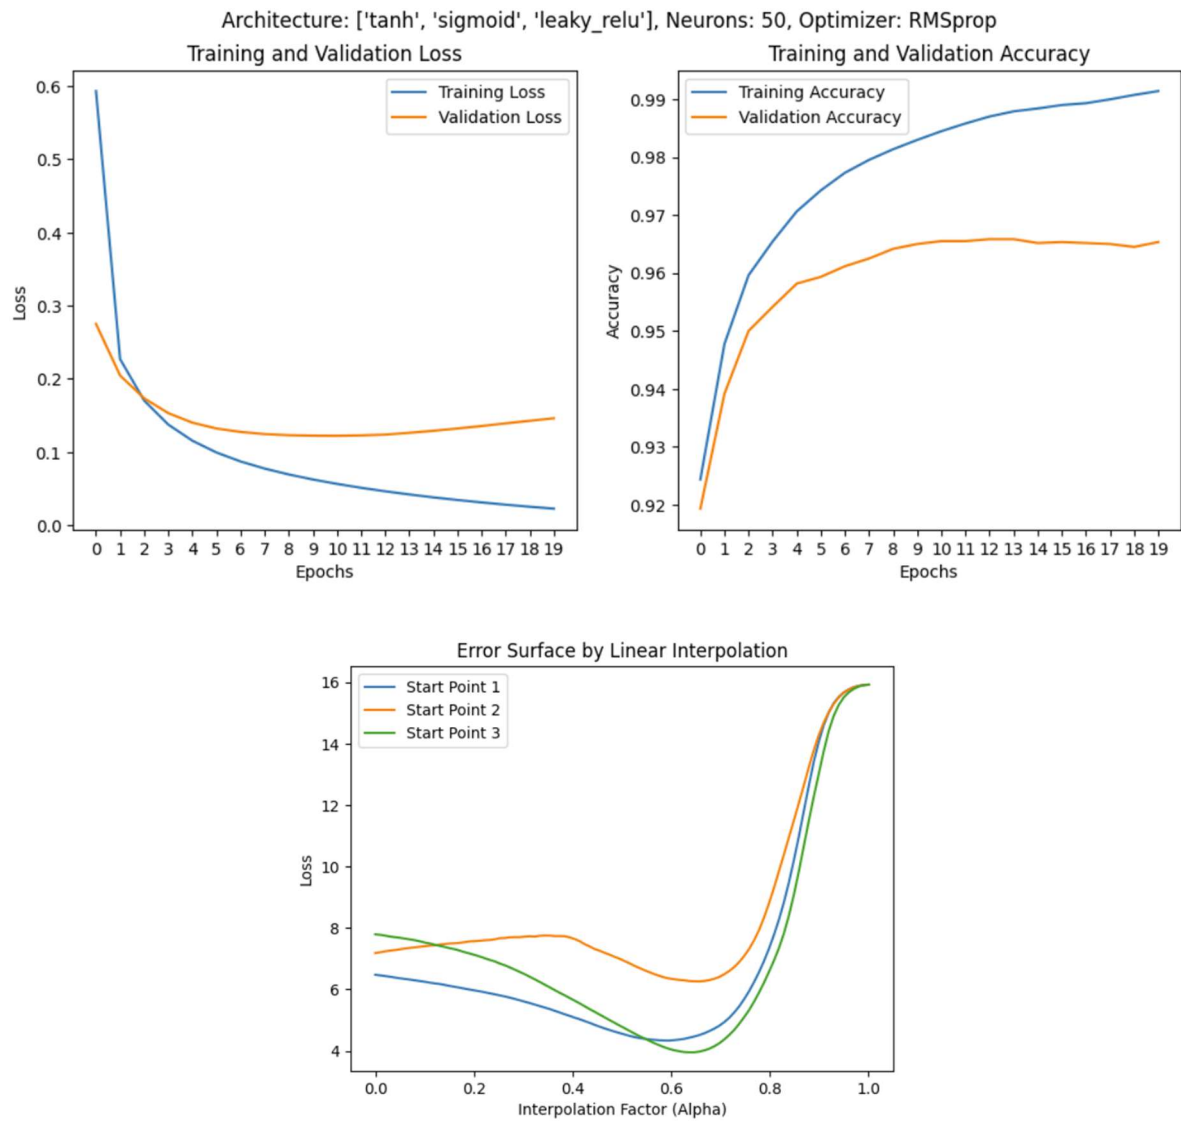 Architecture: ['tanh', 'sigmoid', 'leaky_relu'], Neurons: 50, Optimizer: RMSprop
Training and Validation Loss
Training Loss
Validation Loss
0.6
0.5
0.4
0.3
0.2
0.1
0.0
Loss
0 1 2 3 4 5 6 7 8 9 10 11 12 13 14 15 16 17 18 19
Epochs
Training and Validation Accuracy
Training Accuracy
Validation Accuracy
0.99
0.98
0.97
0.96
0.95
0.94
0.93
0.92
Accuracy
0 1 2 3 4 5 6 7 8 9 10 11 12 13 14 15 16 17 18 19
Epochs
Error Surface by Linear Interpolation
Start Point 1
Start Point 2
Start Point 3
16
14
12
10
8
6
4
Loss
0.0 0.2 0.4 0.6 0.8 1.0
Interpolation Factor (Alpha)